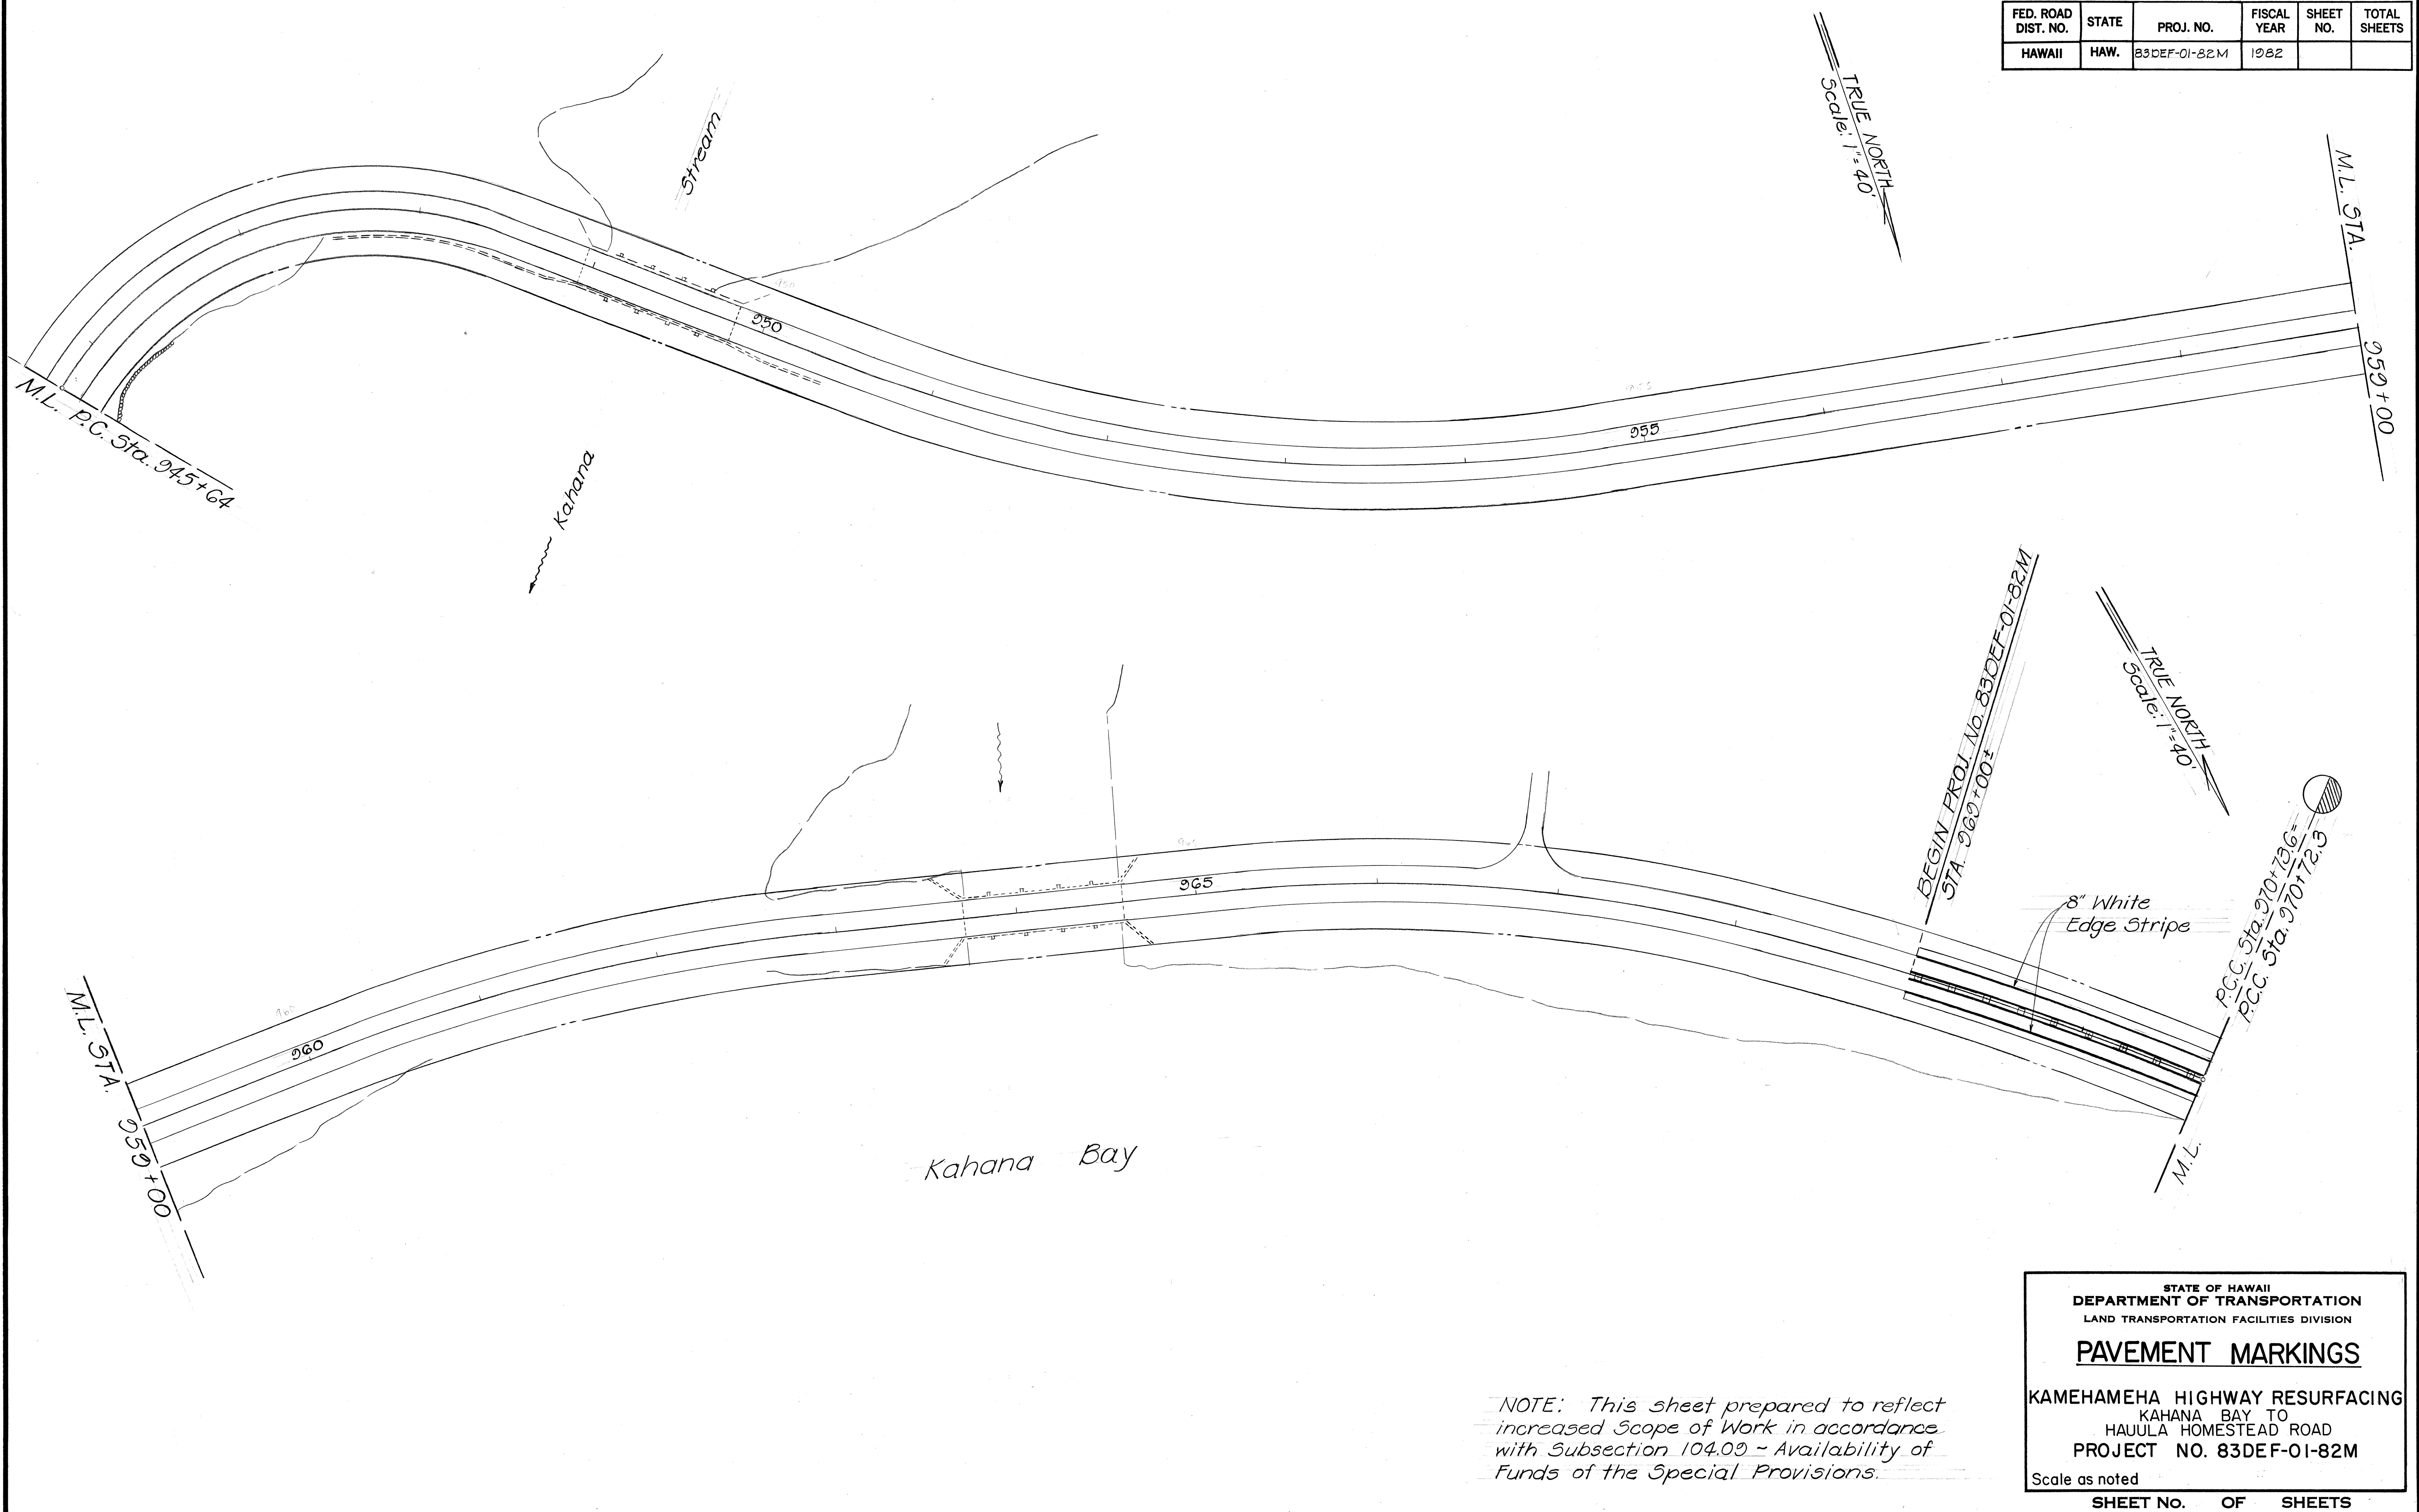 FED. ROAD DIST. NO. STATE PROJ. NO. FISCAL YEAR SHEET NO. TOTAL SHEETS
HAWAII HAW. 83DEF-01-82M 1982
TRUE NORTH
Scale: 1"=40'
Stream
M.L. STA. 959+00
950
955
M.L. P.C. Sta. 945+64
Kahana
BEGIN PROJ. No. 83DEF-01-82M
STA. 969+00±
TRUE NORTH
Scale: 1"=40'
P.C.C. Sta. 970+73.6=
P.C.C. Sta. 970+72.3
M.L.
8" White
Edge Stripe
965
960
M.L. STA. 959+00
Kahana Bay
NOTE: This sheet prepared to reflect
increased Scope of Work in accordance
with Subsection 104.09 ~ Availability of
Funds of the Special Provisions.
STATE OF HAWAII
DEPARTMENT OF TRANSPORTATION
LAND TRANSPORTATION FACILITIES DIVISION
PAVEMENT MARKINGS
KAMEHAMEHA HIGHWAY RESURFACING
KAHANA BAY TO
HAUULA HOMESTEAD ROAD
PROJECT NO. 83DEF-01-82M
Scale as noted
SHEET No. OF SHEETS